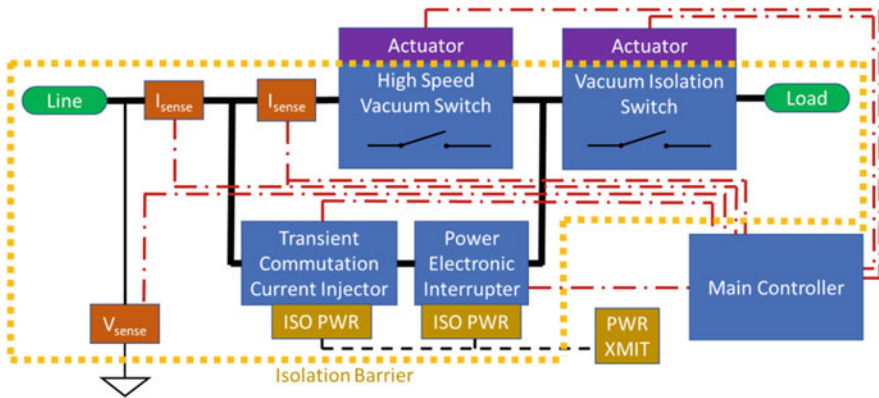 Actuator
Actuator
High Speed
Vacuum Switch
Vacuum Isolation
Switch
Line
Isense
Isense
Load
Transient
Commutation
Current Injector
Power
Electronic
Interrupter
Main Controller
Vsense
ISO PWR
ISO PWR
PWR
XMIT
Isolation Barrier